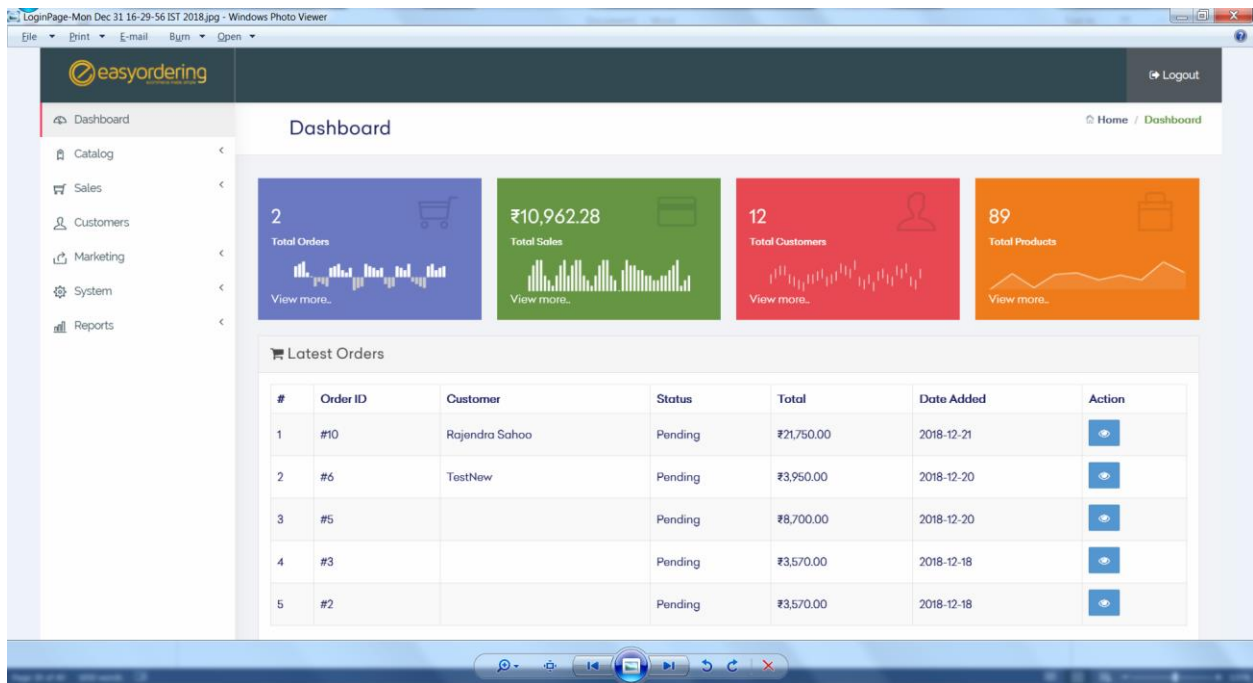 LoginPage-Mon Dec 31 16-29-56 IST 2018.jpg - Windows Photo Viewer
File Print E-mail Burn Open
easyordering
Logout
Dashboard
Catalog
Sales
Customers
Marketing
System
Reports
Dashboard
Home / Dashboard
2
Total Orders
View more..
₹10,962.28
Total Sales
View more..
12
Total Customers
View more..
89
Total Products
View more..
Latest Orders
# Order ID Customer Status Total Date Added Action
1 #10 Rajendra Sahoo Pending ₹21,750.00 2018-12-21
2 #6 TestNew Pending ₹3,950.00 2018-12-20
3 #5 Pending ₹8,700.00 2018-12-20
4 #3 Pending ₹3,570.00 2018-12-18
5 #2 Pending ₹3,570.00 2018-12-18